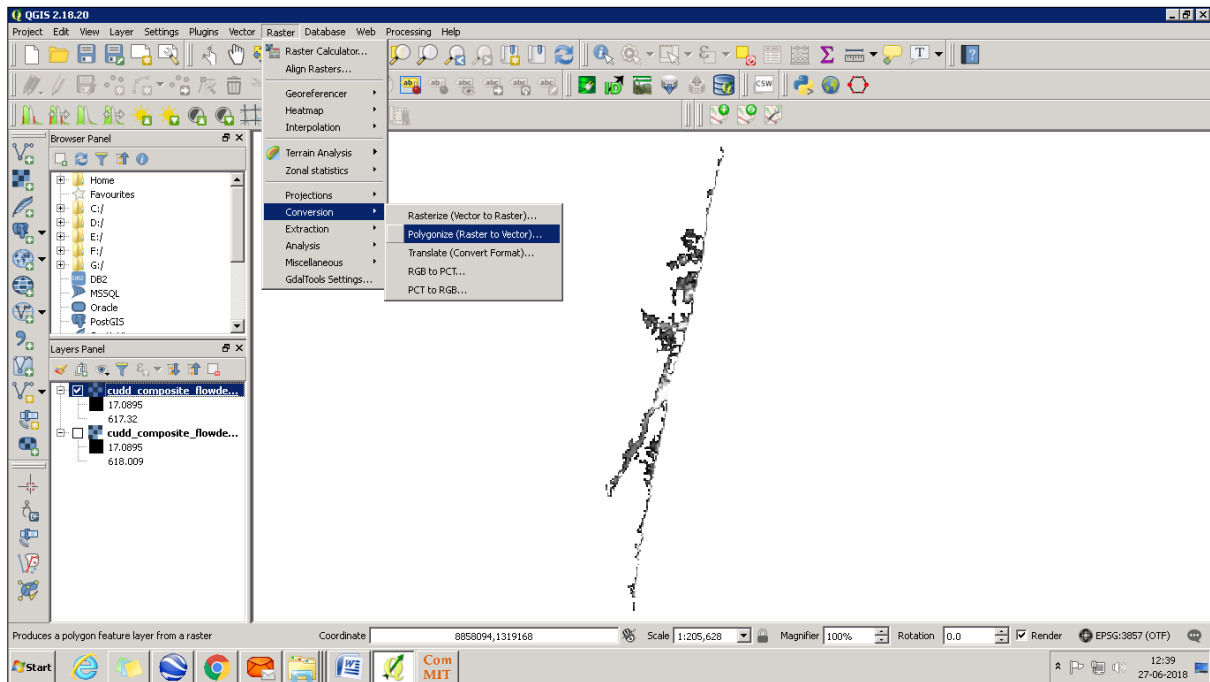 QGIS 2.18.20
Project Edit View Layer Settings Plugins Vector Raster Database Web Processing Help
Raster Calculator...
Align Rasters...
Georeferencer
Heatmap
Interpolation
Terrain Analysis
Zonal statistics
Projections
Conversion
Extraction
Analysis
Miscellaneous
GdalTools Settings...
Rasterize (Vector to Raster)...
Polygonize (Raster to Vector)...
Translate (Convert Format)...
RGB to PCT...
PCT to RGB...
CSW
Browser Panel
Home
Favourites
C:/
D:/
E:/
F:/
G:/
DB2
MSSQL
Oracle
PostGIS
Layers Panel
cudd_composite_flowde...
17.0895
617.32
cudd_composite_flowde...
17.0895
618.009
Produces a polygon feature layer from a raster Coordinate 8858094,1319168 Scale 1:205,628 Magnifier 100% Rotation 0.0 Render EPSG:3857 (OTF)
Start
Com
MIT
12:39
27-06-2018